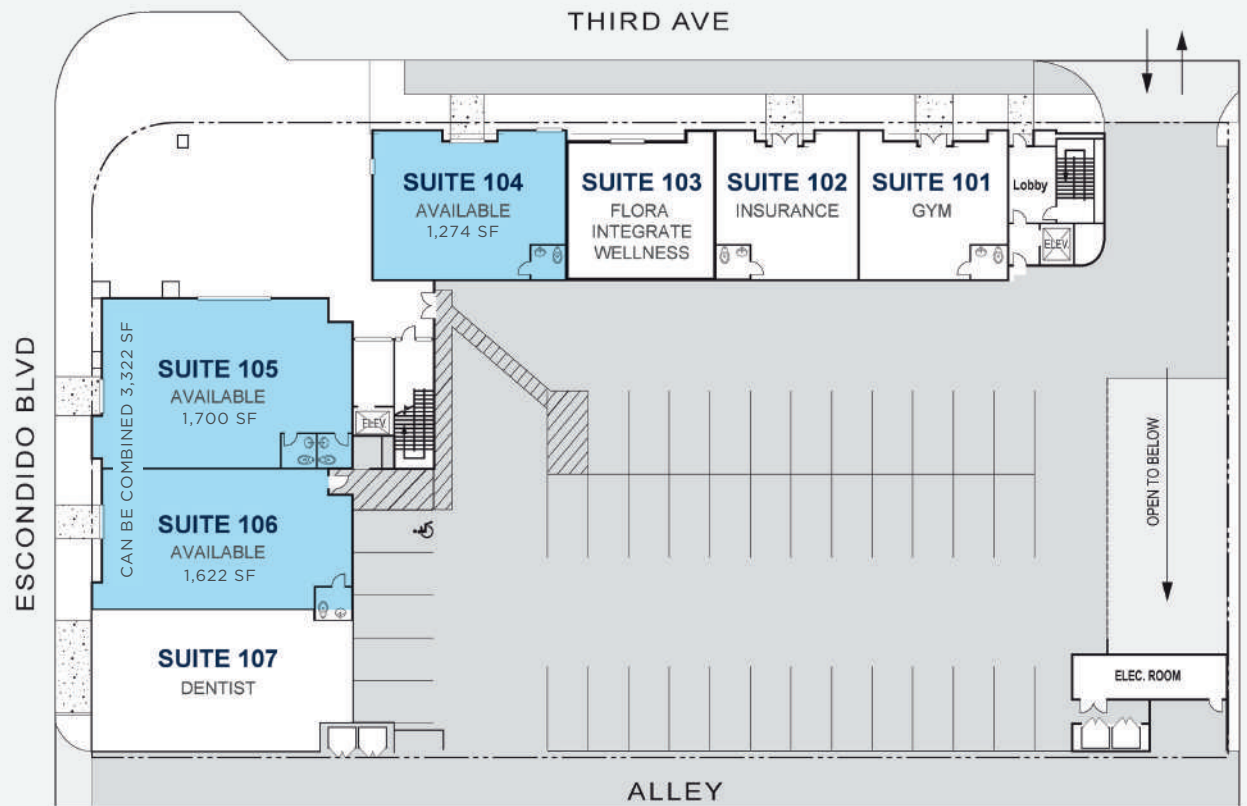 THIRD AVE
SUITE 104
AVAILABLE
1,274 SF
SUITE 103
FLORA
INTEGRATE
WELLNESS
SUITE 102
INSURANCE
SUITE 101
GYM
Lobby
ELEV.
ESCONDIDO BLVD
CAN BE COMBINED 3,322 SF
SUITE 105
AVAILABLE
1,700 SF
ELEV.
SUITE 106
AVAILABLE
1,622 SF
SUITE 107
DENTIST
OPEN TO BELOW
ELEC. ROOM
ALLEY